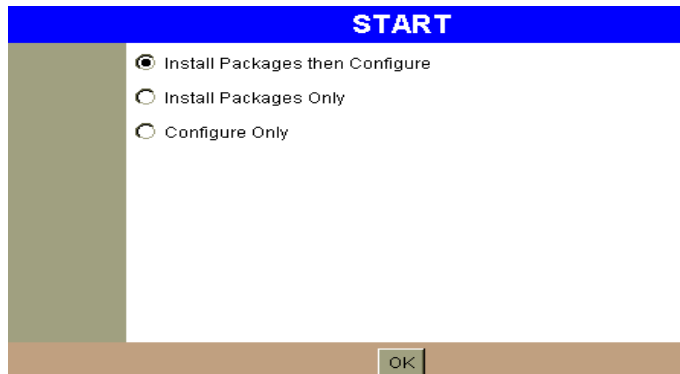 START
Install Packages then Configure
Install Packages Only
Configure Only
OK